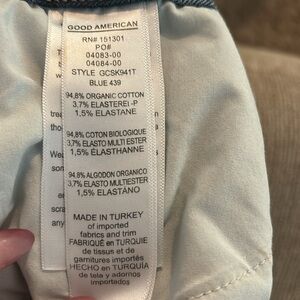 GOOD AMERICAN
RN# 151301
PO#
04083-00
04084-00
STYLE GCSK941T
BLUE 439
94,8% ORGANIC COTTON
3,7% ELASTEREL-P
1,5% ELASTANE
94,8% COTON BIOLOGIQUE
3,7% ELASTO MULTI ESTER
1,5% ELASTHANNE
94,8% ALGODON ORGANICO
3,7% ELASTO MULTIESTER
1,5% ELASTANO
MADE IN TURKEY
of imported
fabrics and trim
FABRIQUÉ en TURQUIE
de tissus et de
garnitures importés
HECHO en TURQUÍA
de tela y adornos
importados